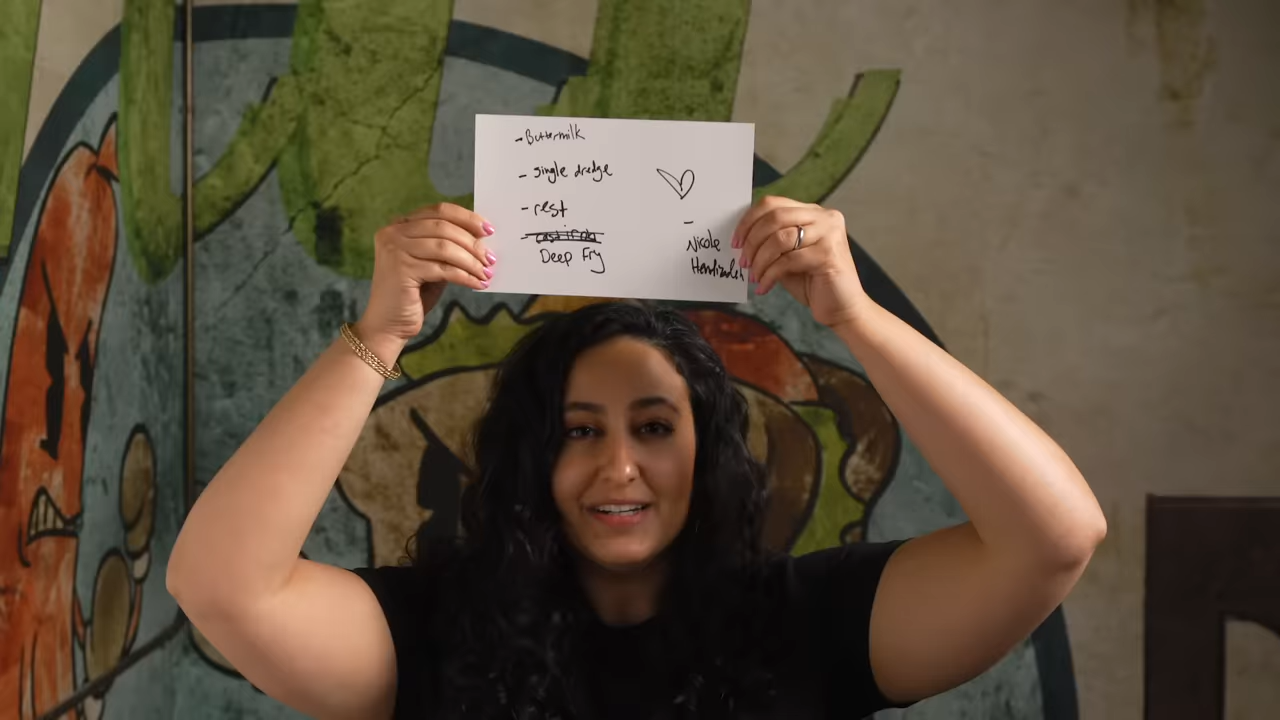 - Buttermilk
- single dredge
- rest
Deep Fry
- Nicole